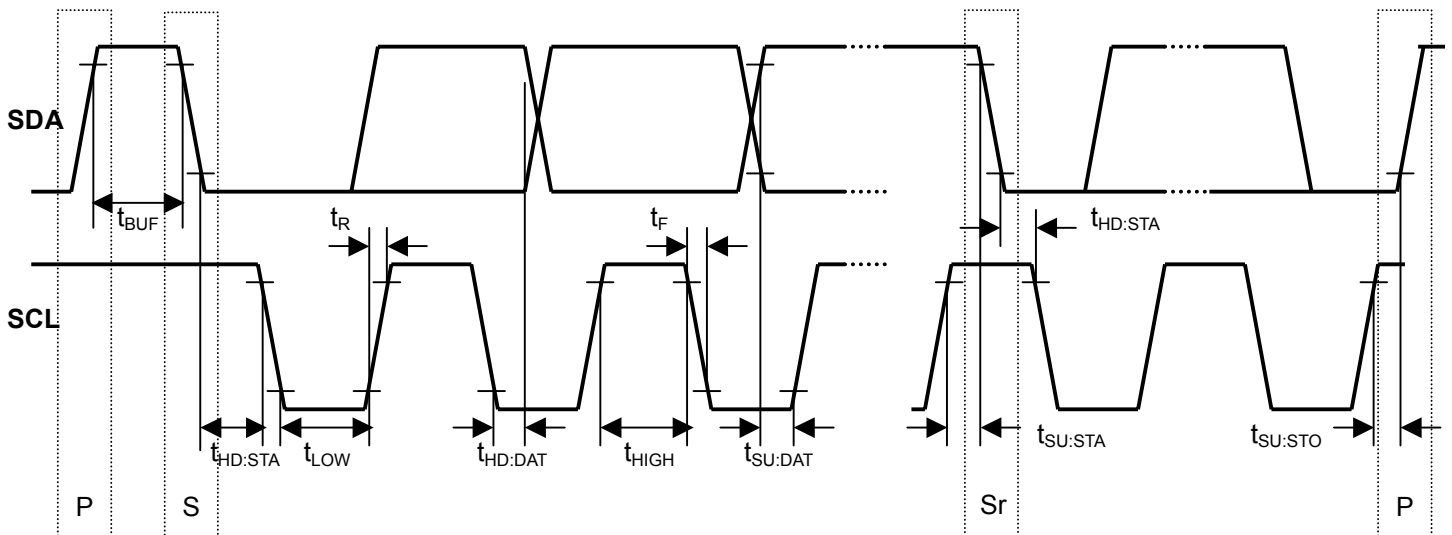 SDA
t_BUF
t_R
t_F
t_HD:STA
SCL
t_HD:STA
t_LOW
t_HD:DAT
t_HIGH
t_SU:DAT
t_SU:STA
t_SU:STO
P
S
Sr
P